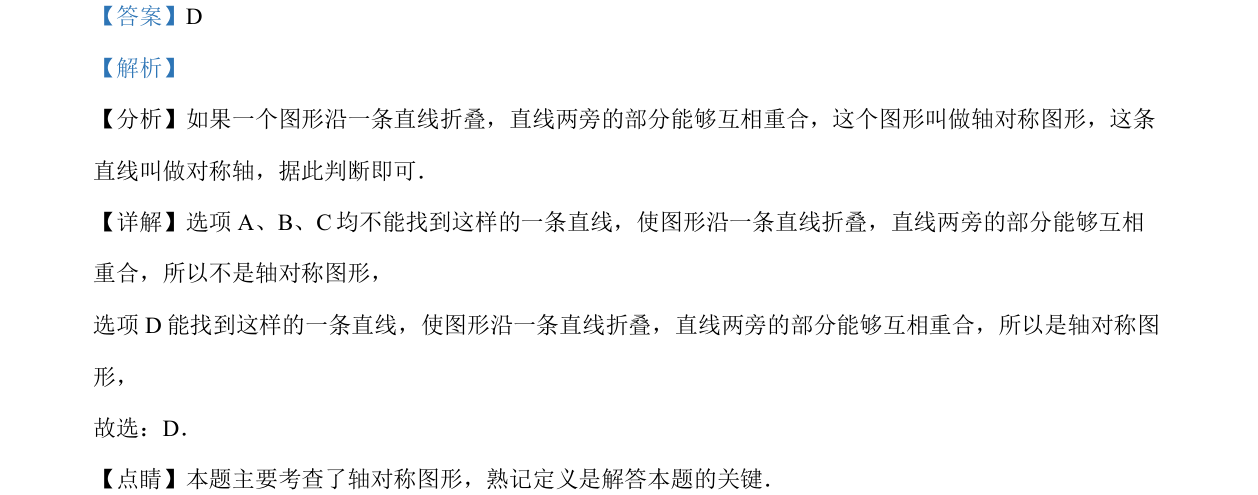 【答案】D
【解析】
【分析】如果一个图形沿一条直线折叠，直线两旁的部分能够互相重合，这个图形叫做轴对称图形，这条
直线叫做对称轴，据此判断即可．
【详解】选项 A、B、C 均不能找到这样的一条直线，使图形沿一条直线折叠，直线两旁的部分能够互相
重合，所以不是轴对称图形，
选项 D 能找到这样的一条直线，使图形沿一条直线折叠，直线两旁的部分能够互相重合，所以是轴对称图
形，
故选：D．
【点睛】本题主要考查了轴对称图形，熟记定义是解答本题的关键．